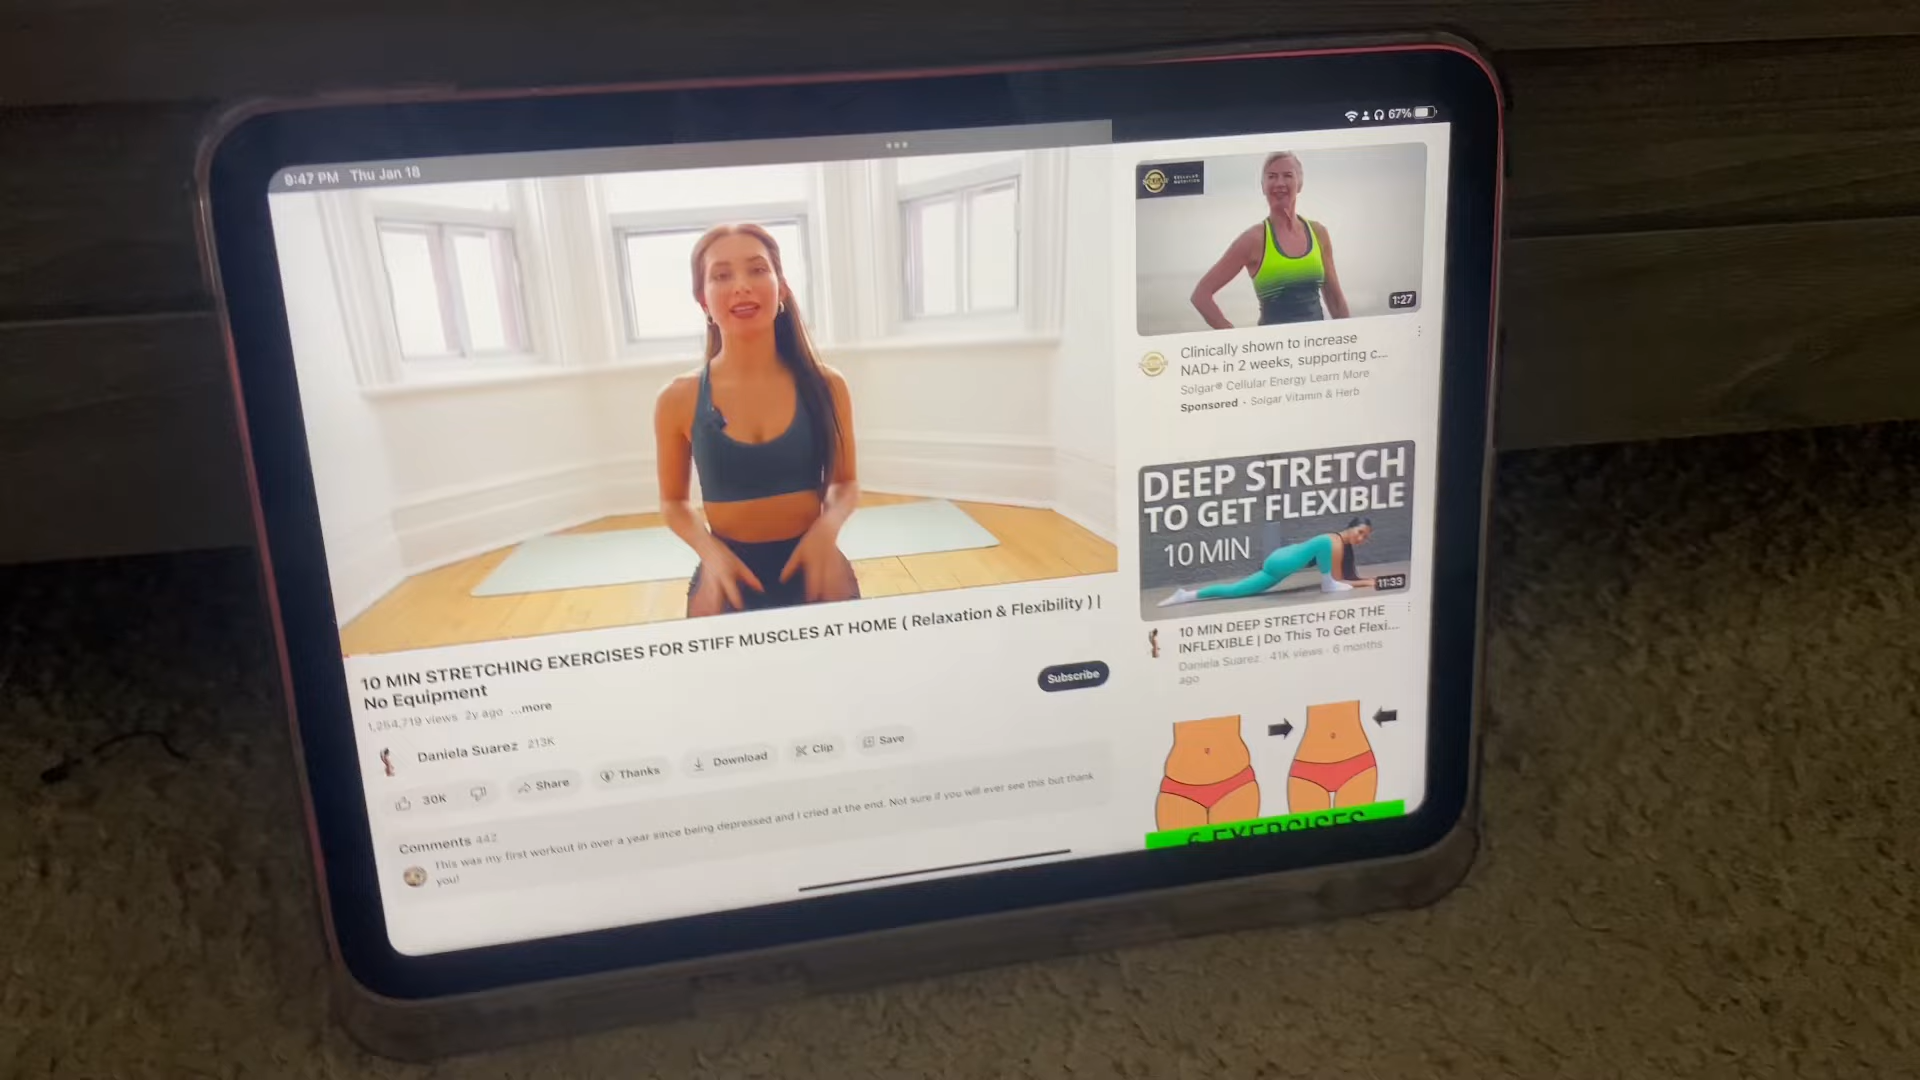 9:47 PM Thu Jan 18
67%
10 MIN STRETCHING EXERCISES FOR STIFF MUSCLES AT HOME ( Relaxation & Flexibility ) |
No Equipment
1,254,719 views 2y ago ...more
Daniela Suarez 213K
Subscribe
30K
Share
Thanks
Download
Clip
Save
Comments 442
This was my first workout in over a year since being depressed and I cried at the end. Not sure if you will ever see this but thank
you!
SOLGAR
1:27
Clinically shown to increase
NAD+ in 2 weeks, supporting c...
Solgar® Cellular Energy Learn More
Sponsored · Solgar Vitamin & Herb
DEEP STRETCH
TO GET FLEXIBLE
10 MIN
11:33
10 MIN DEEP STRETCH FOR THE
INFLEXIBLE | Do This To Get Flexi...
Daniela Suarez · 41K views · 6 months
ago
6 EXERCISES